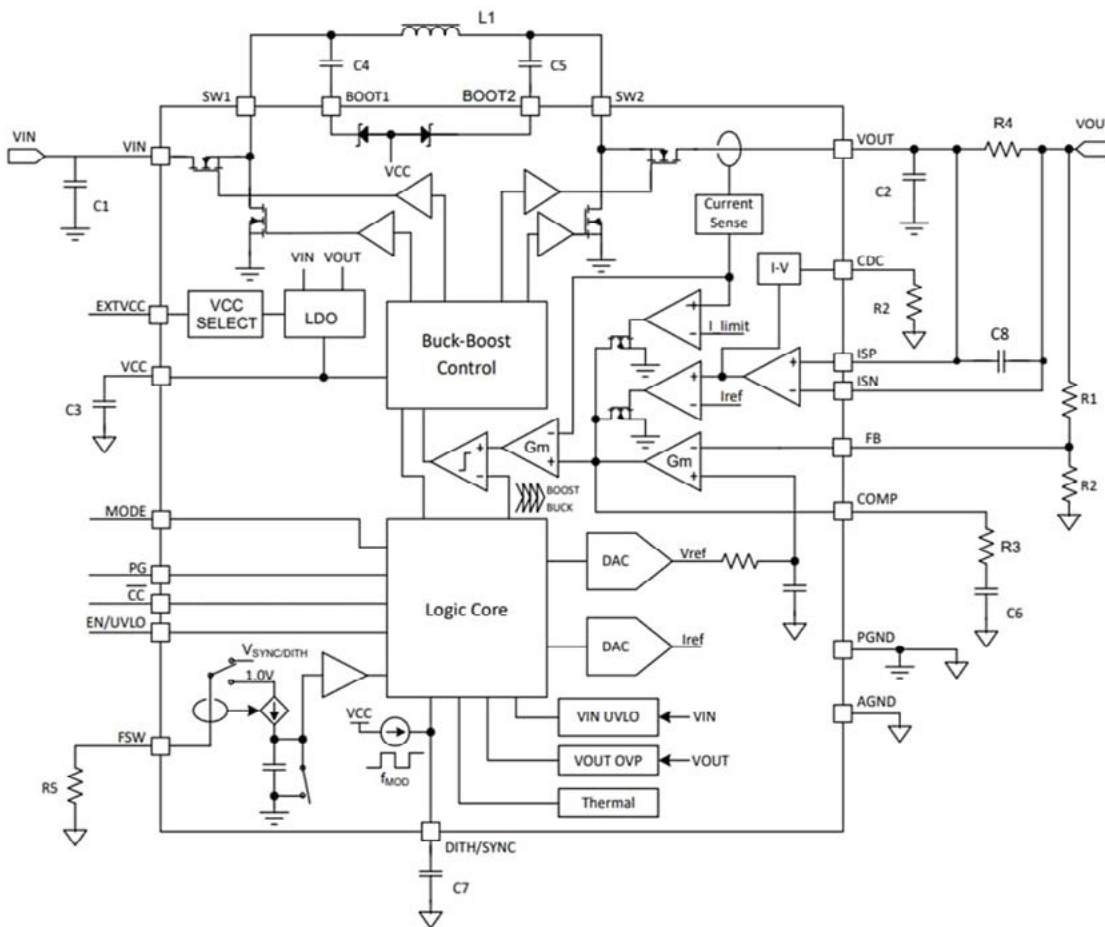 L1
C4
C5
SW1
BOOT1
BOOT2
SW2
VIN
VIN
VCC
VOUT
R4
VOU
C1
C2
Current
Sense
VIN
VOUT
I-V
CDC
EXTVCC
VCC
SELECT
LDO
R2
Buck-Boost
Control
+
−
I_limit
C8
VCC
ISP
+
+
−
Iref
−
ISN
C3
R1
FB
−
Gm
+
−
Gm
+
+
−
R2
BOOST
BUCK
COMP
MODE
R3
DAC
Vref
PG
CC
Logic Core
C6
EN/UVLO
DAC
Iref
PGND
VSYNC/DITH
1.0V
AGND
VCC
VIN UVLO
VIN
FSW
VOUT OVP
VOUT
R5
fMOD
Thermal
DITH/SYNC
C7